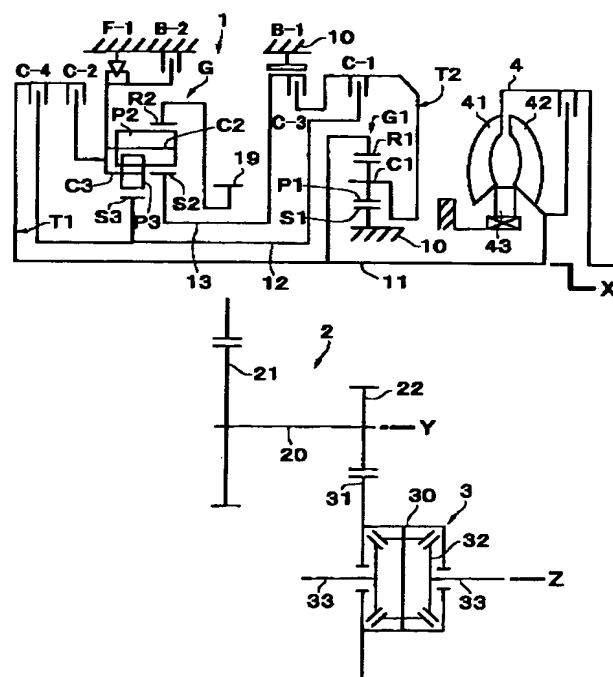 F-1 B-2 1 B-1 10
C-4 C-2 G C-1 T2 4
R2 41 42
P2 C2 C-3 G1
19 R1
C1
C3 P1
S3 P3 S2 S1
T1 10 43
13 12 11 X
2
21 22
Y
20
31 30 3
32
Z
33 33